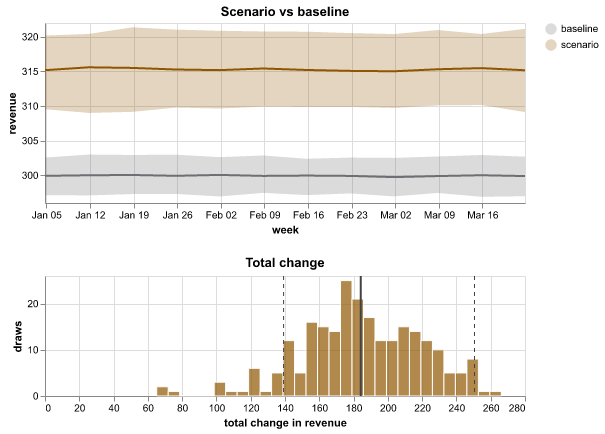 Scenario vs baseline
320
315
310
305
300
revenue
Jan 05 Jan 12 Jan 19 Jan 26 Feb 02 Feb 09 Feb 16 Feb 23 Mar 02 Mar 09 Mar 16
week
baseline
scenario
Total change
20
10
0
draws
0 20 40 60 80 100 120 140 160 180 200 220 240 260 280
total change in revenue